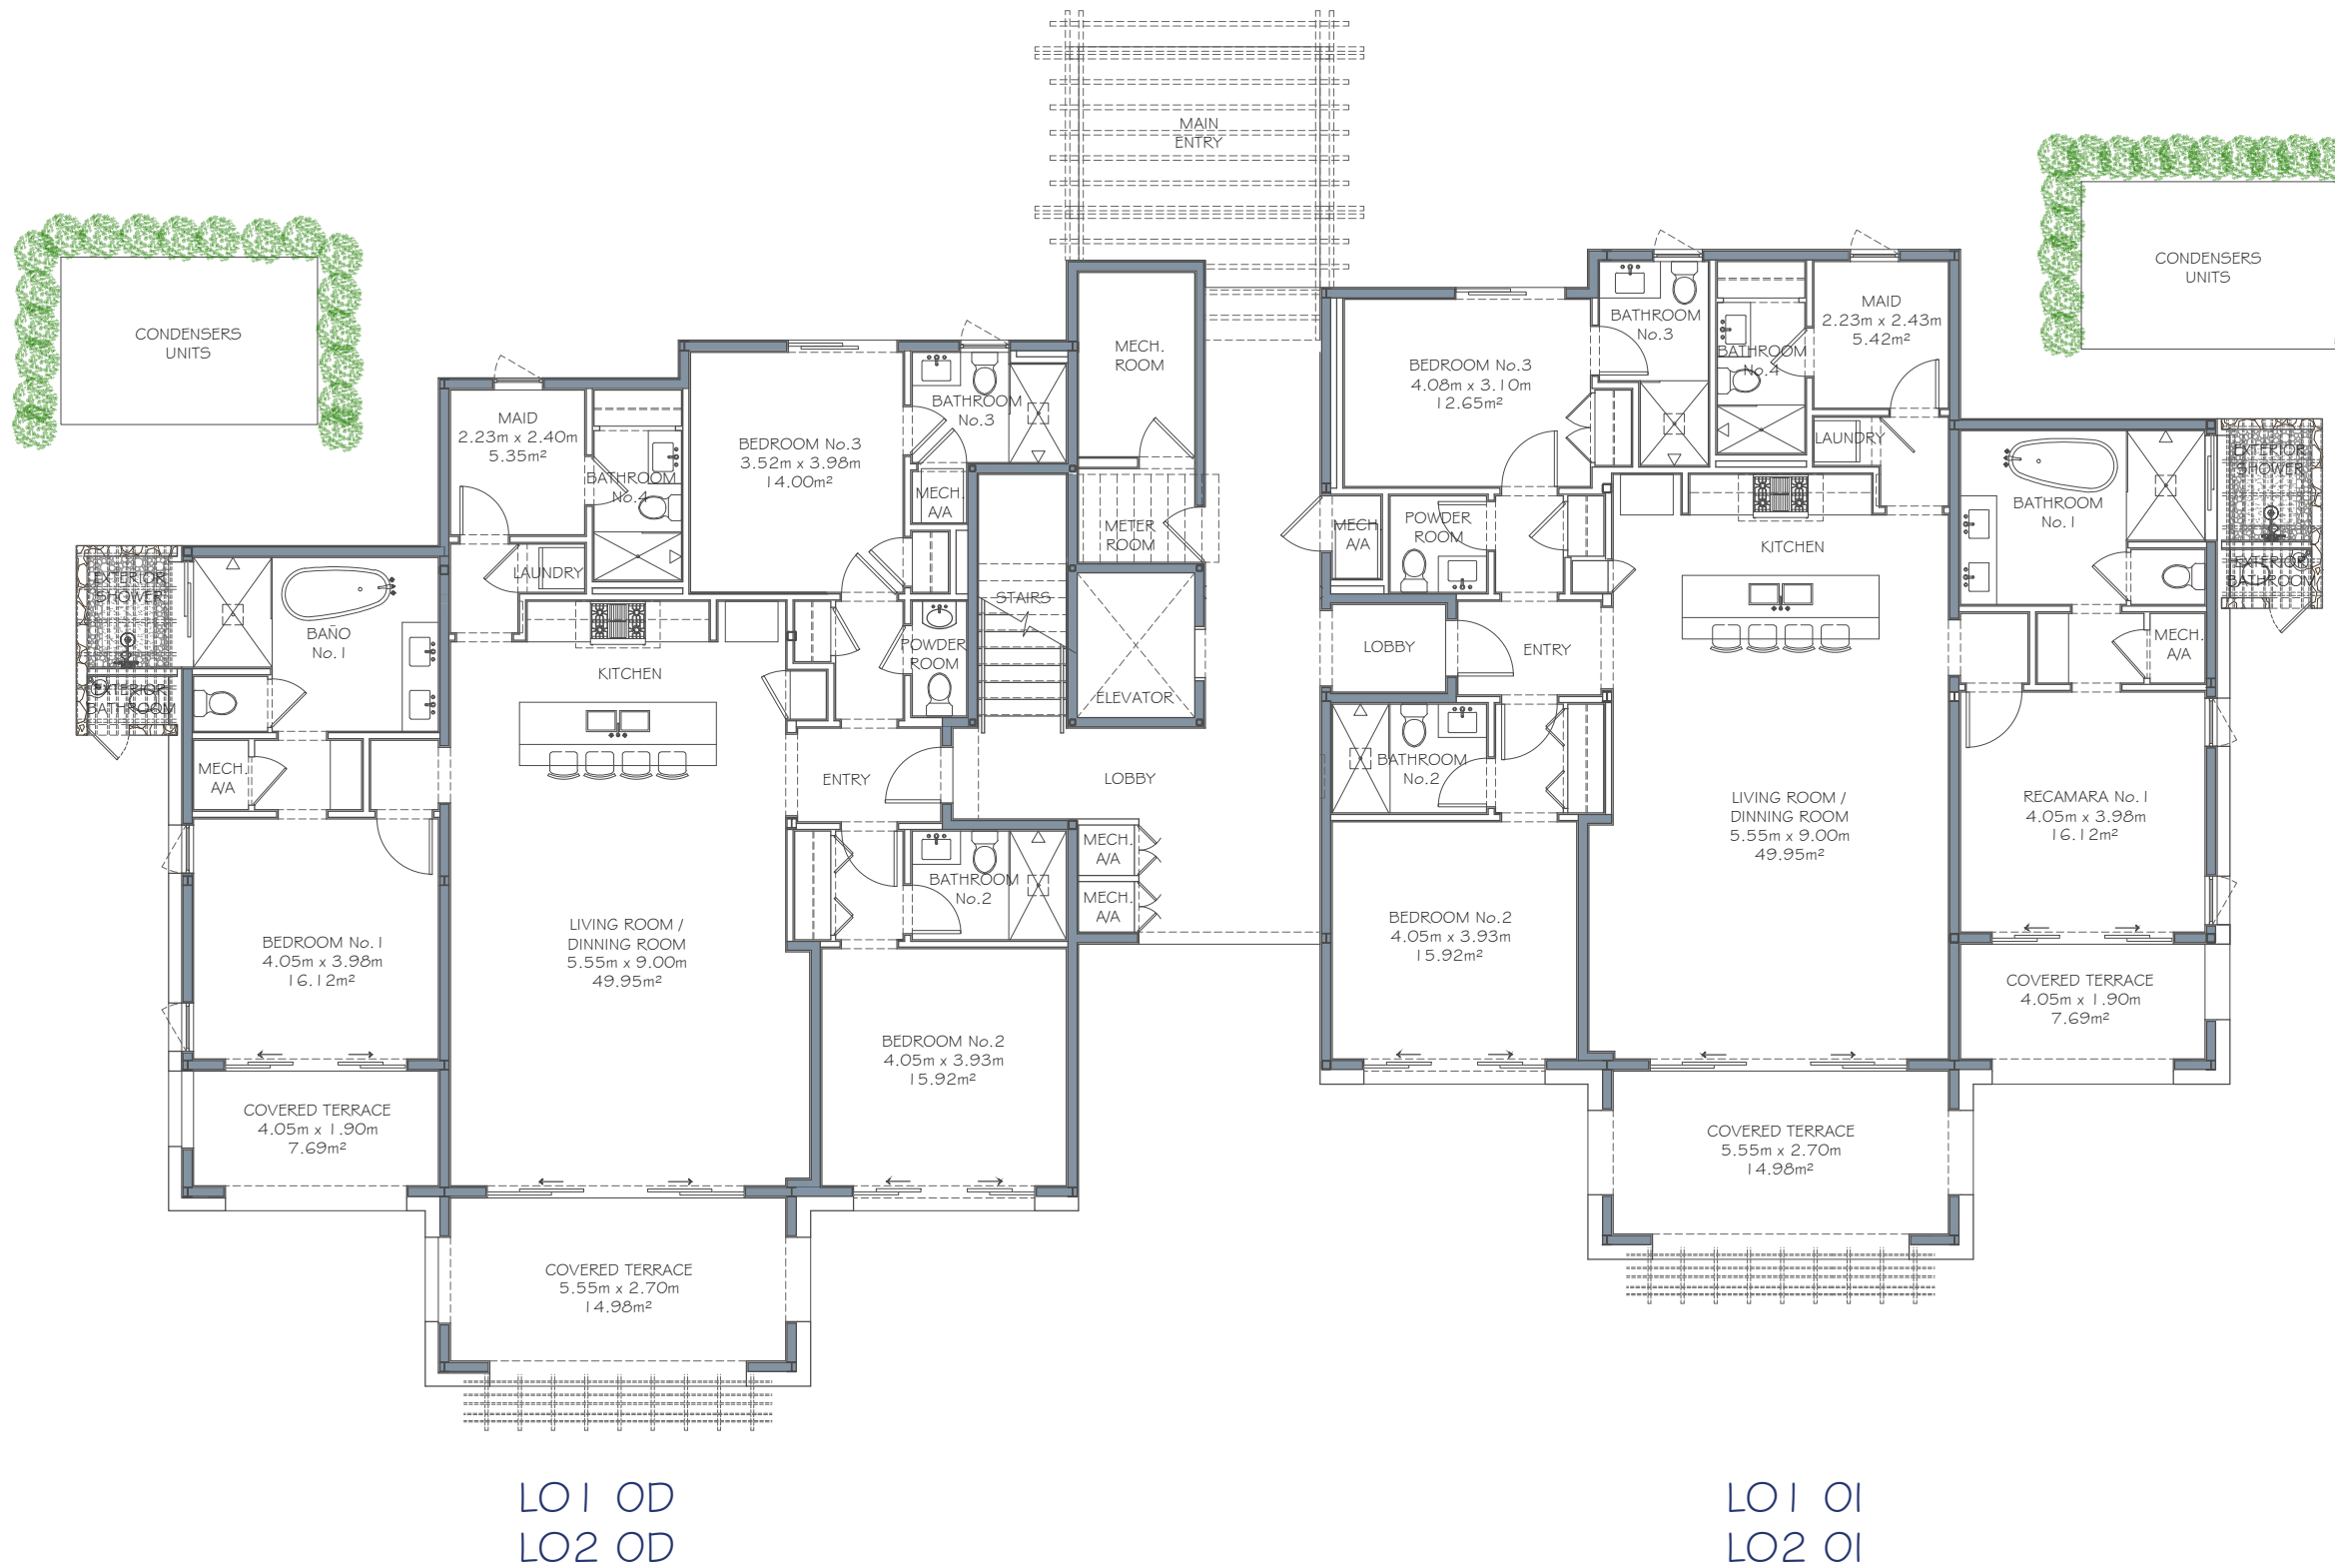 MAIN
ENTRY
CONDENSERS
UNITS
CONDENSERS
UNITS
MECH.
ROOM
MAID
2.23m x 2.40m
5.35m²
BATHROOM
No.4
BEDROOM No.3
3.52m x 3.98m
14.00m²
BATHROOM
No.3
MECH.
A/A
METER
ROOM
LAUNDRY
EXTERIOR
SHOWER
BAÑO
No.1
EXTERIOR
BATHROOM
KITCHEN
POWDER
ROOM
STAIRS
ELEVATOR
MECH.
A/A
ENTRY
LOBBY
BATHROOM
No.2
MECH.
A/A
MECH.
A/A
BEDROOM No.1
4.05m x 3.98m
16.12m²
LIVING ROOM /
DINNING ROOM
5.55m x 9.00m
49.95m²
BEDROOM No.2
4.05m x 3.93m
15.92m²
COVERED TERRACE
4.05m x 1.90m
7.69m²
COVERED TERRACE
5.55m x 2.70m
14.98m²
BEDROOM No.3
4.08m x 3.10m
12.65m²
BATHROOM
No.3
BATHROOM
No.4
MAID
2.23m x 2.43m
5.42m²
LAUNDRY
MECH.
A/A
POWDER
ROOM
KITCHEN
BATHROOM
No.1
EXTERIOR
SHOWER
EXTERIOR
BATHROOM
LOBBY
ENTRY
MECH.
A/A
BATHROOM
No.2
LIVING ROOM /
DINNING ROOM
5.55m x 9.00m
49.95m²
RECAMARA No.1
4.05m x 3.98m
16.12m²
BEDROOM No.2
4.05m x 3.93m
15.92m²
COVERED TERRACE
4.05m x 1.90m
7.69m²
COVERED TERRACE
5.55m x 2.70m
14.98m²
LO1 OD
LO2 OD
LO1 OI
LO2 OI